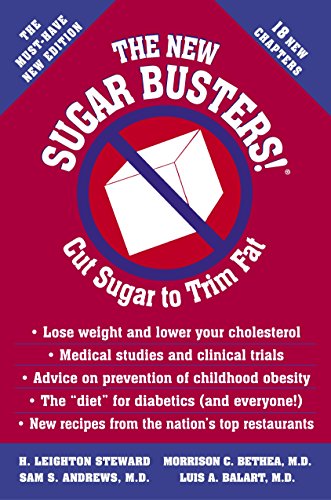 THE
MUST-HAVE
NEW EDITION
18 NEW
CHAPTERS
THE NEW
SUGAR BUSTERS!®
Cut Sugar to Trim Fat
• Lose weight and lower your cholesterol
• Medical studies and clinical trials
• Advice on prevention of childhood obesity
• The “diet” for diabetics (and everyone!)
• New recipes from the nation's top restaurants
H. LEIGHTON STEWARD MORRISON C. BETHEA, M.D.
SAM S. ANDREWS, M.D. LUIS A. BALART, M.D.